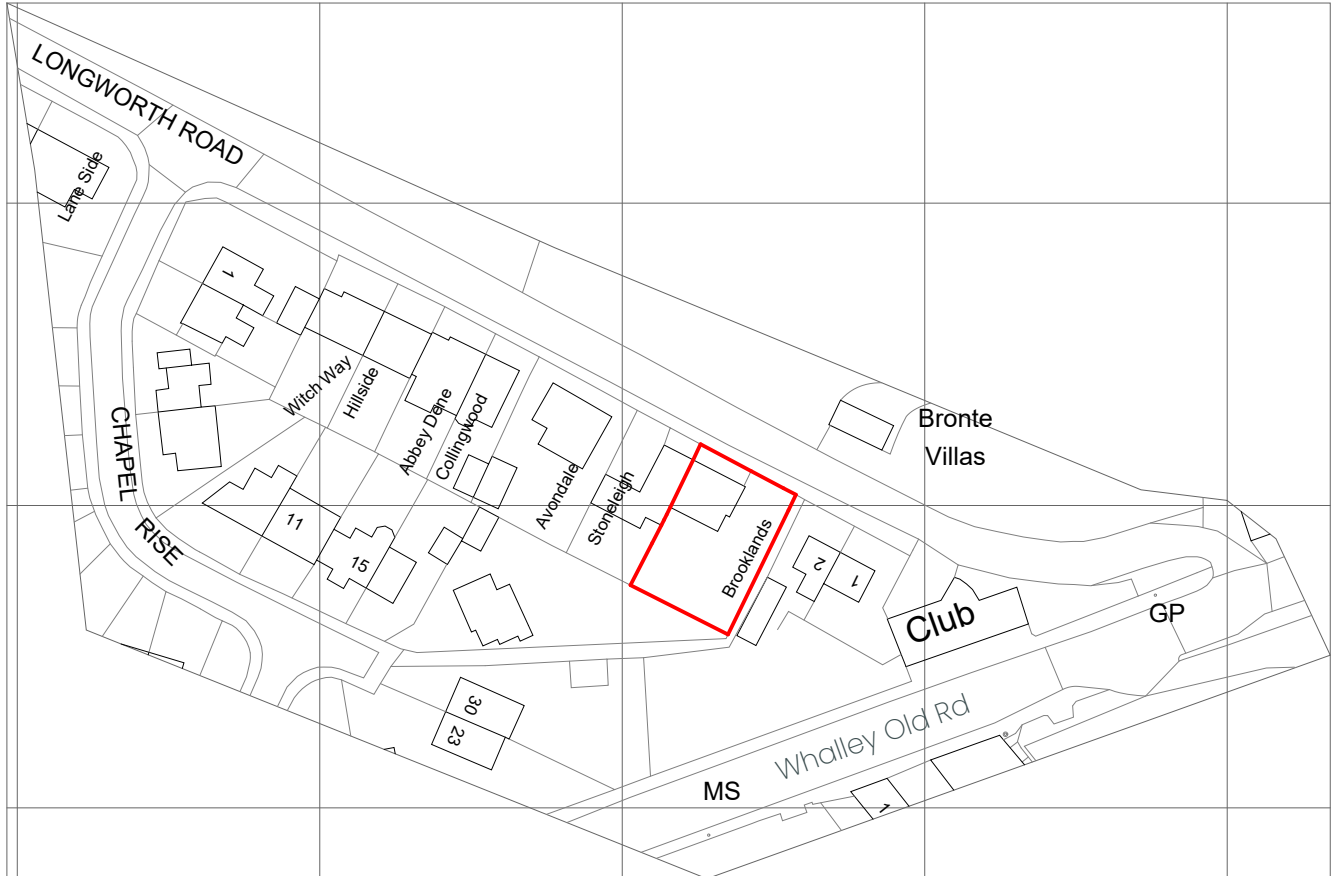 LONGWORTH ROAD
Lane Side
1
Witch Way
Hillside
Abbey Dene
Collingwood
Avondale
Stoneleigh
Brooklands
Bronte
Villas
CHAPEL
RISE
11
15
2
1
Club
GP
30
23
Whalley Old Rd
MS
1